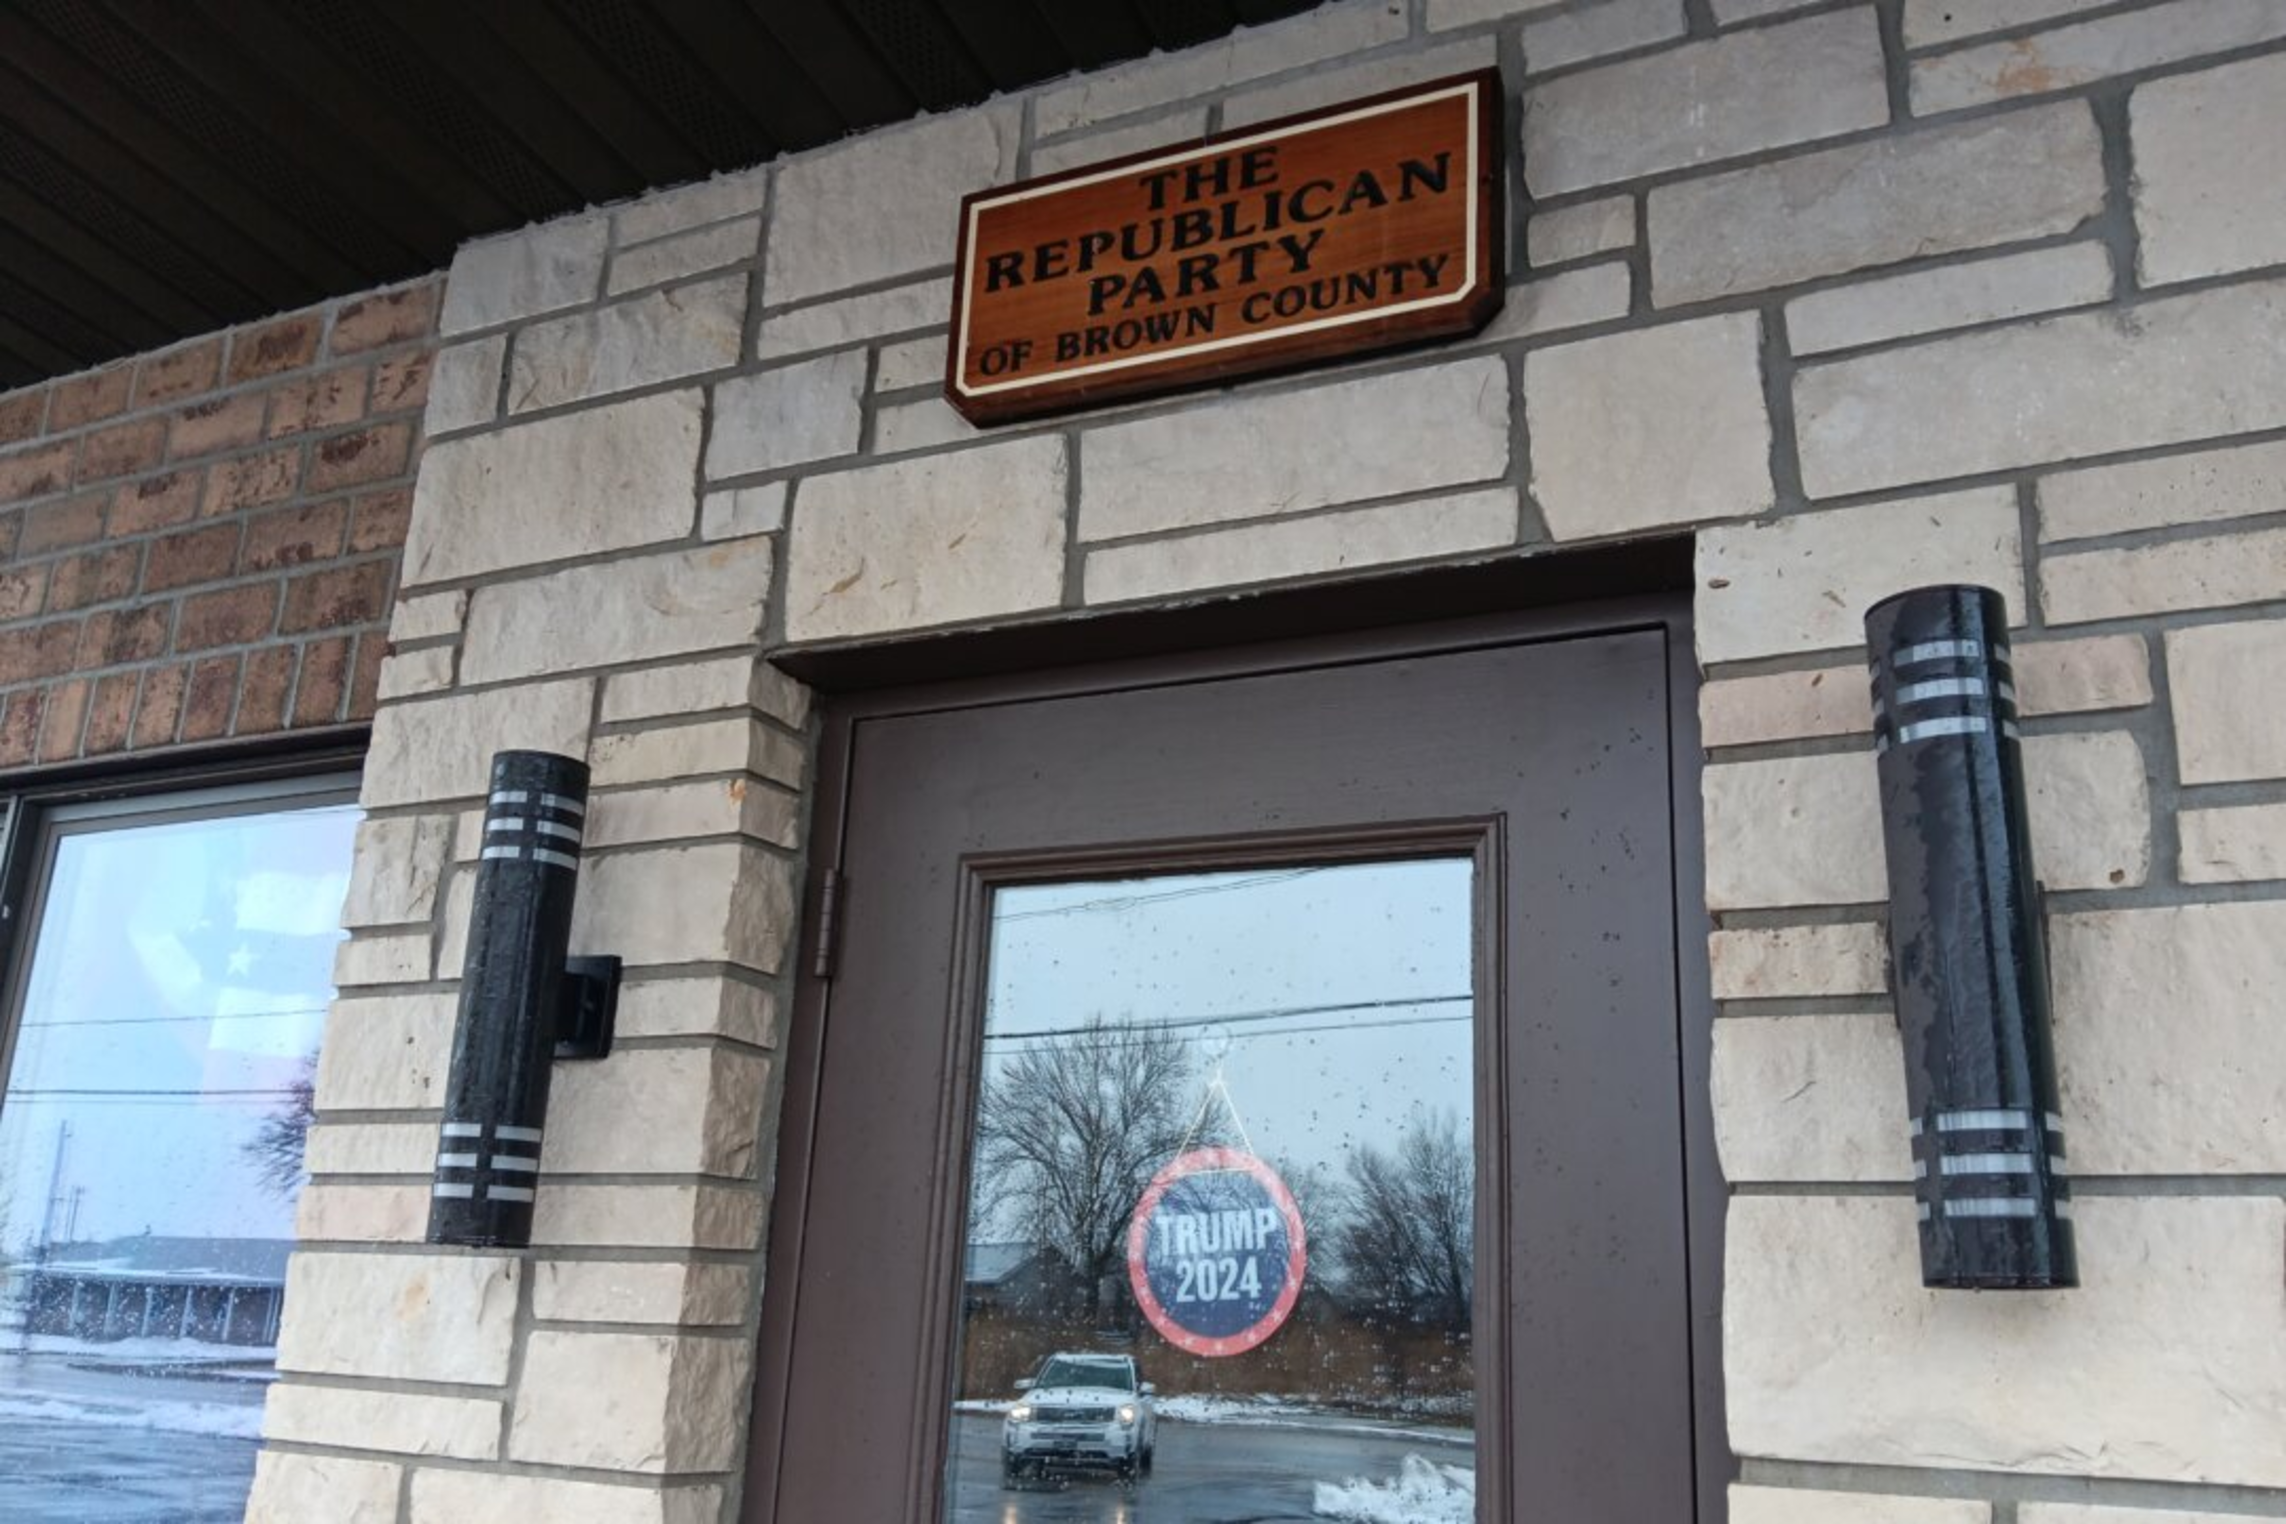 THE
REPUBLICAN
PARTY
OF BROWN COUNTY
TRUMP
2024